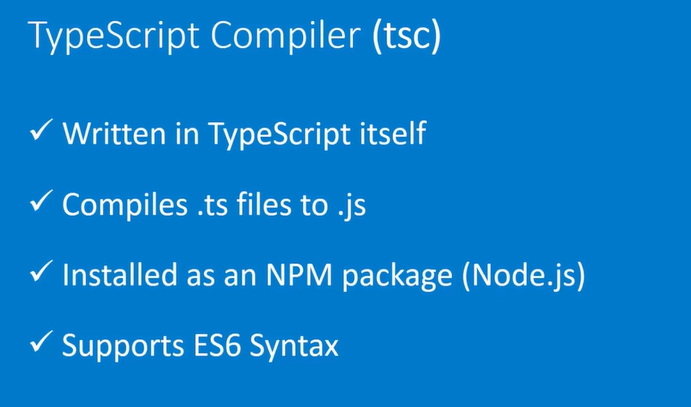 TypeScript Compiler (tsc)
✓ Written in TypeScript itself
✓ Compiles .ts files to .js
✓ Installed as an NPM package (Node.js)
✓ Supports ES6 Syntax